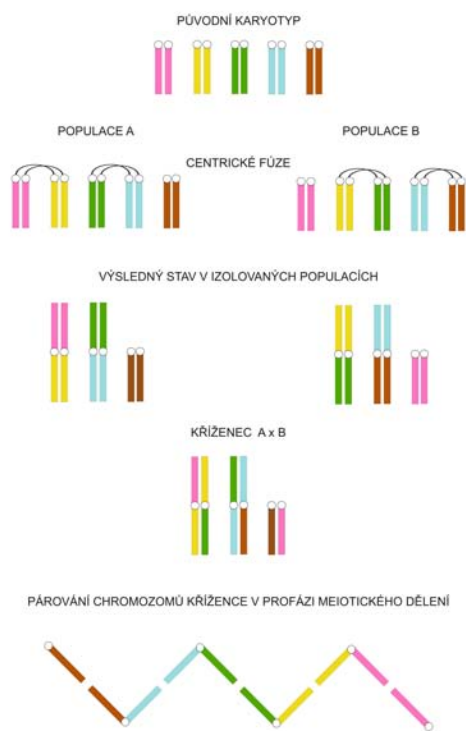 PŮVODNÍ KARYOTYP
POPULACE A
POPULACE B
CENTRICKÉ FÚZE
VÝSLEDNÝ STAV V IZOLOVANÝCH POPULACÍCH
KŘÍŽENEC A x B
PÁROVÁNÍ CHROMOZOMŮ KŘÍŽENCE V PROFÁZI MEIOTICKÉHO DĚLENÍ